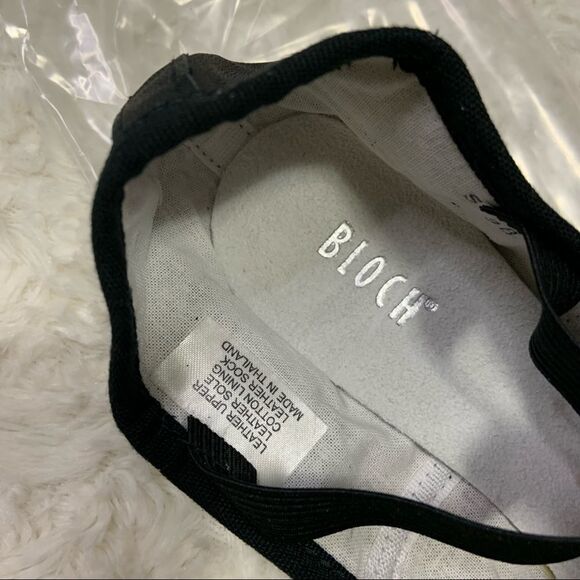 BLOCH
LEATHER UPPER
LEATHER SOLE
COTTON LINING
LEATHER SOCK
MADE IN THAILAND